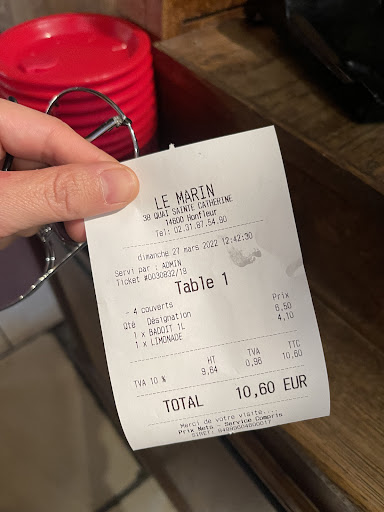 LE MARIN
38 QUAI SAINTE CATHERINE
14600 Honfleur
Tel: 02.31.87.54.90
dimanche 27 mars 2022 12:42:30
Servi par : ADMIN
Ticket #0030832/19
Table 1
- 4 couverts
Qté Désignation Prix
1 x BADOIT 1L 6,50
1 x LIMONADE 4,10
HT TVA TTC
TVA 10 % 9,64 0,96 10,60
TOTAL 10,60 EUR
Merci de votre visite...
Prix Nets - Service Compris
SIRET: